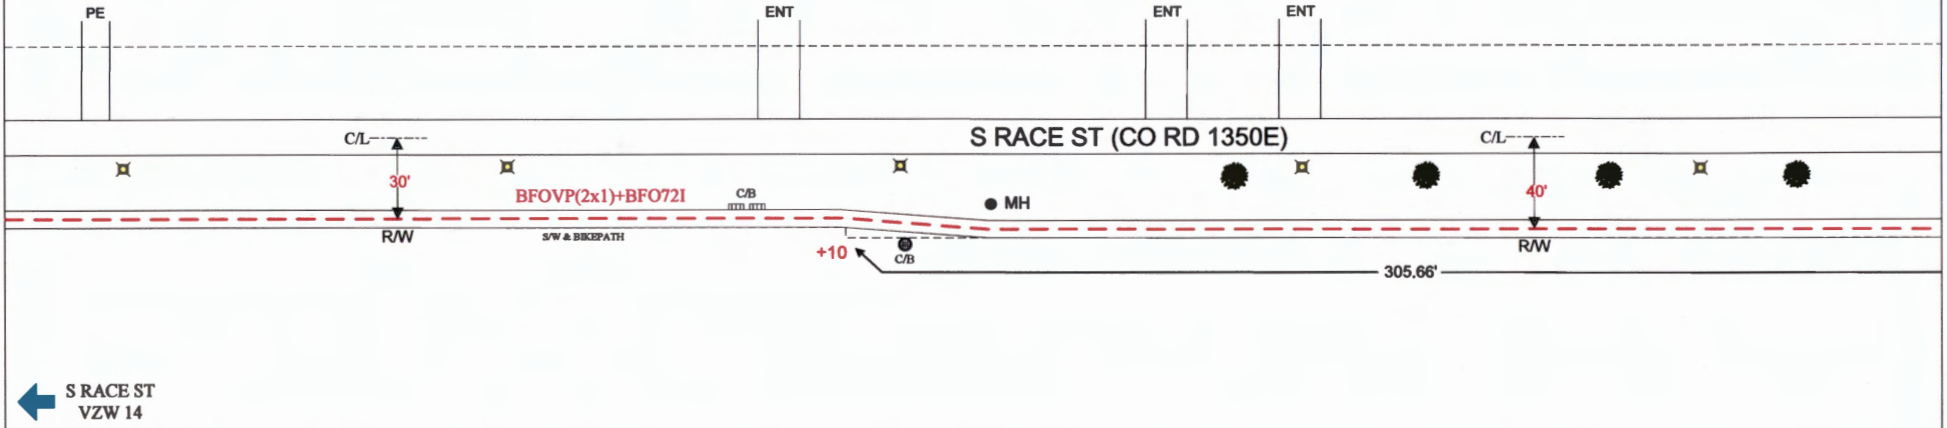 PE
ENT
ENT
ENT
S RACE ST (CO RD 1350E)
C/L
C/L
30'
40'
BFOVP(2x1)+BFO72I
C/B
MH
R/W
S/W & BIKEPATH
R/W
+10
C/B
305.66'
S RACE ST
VZW 14